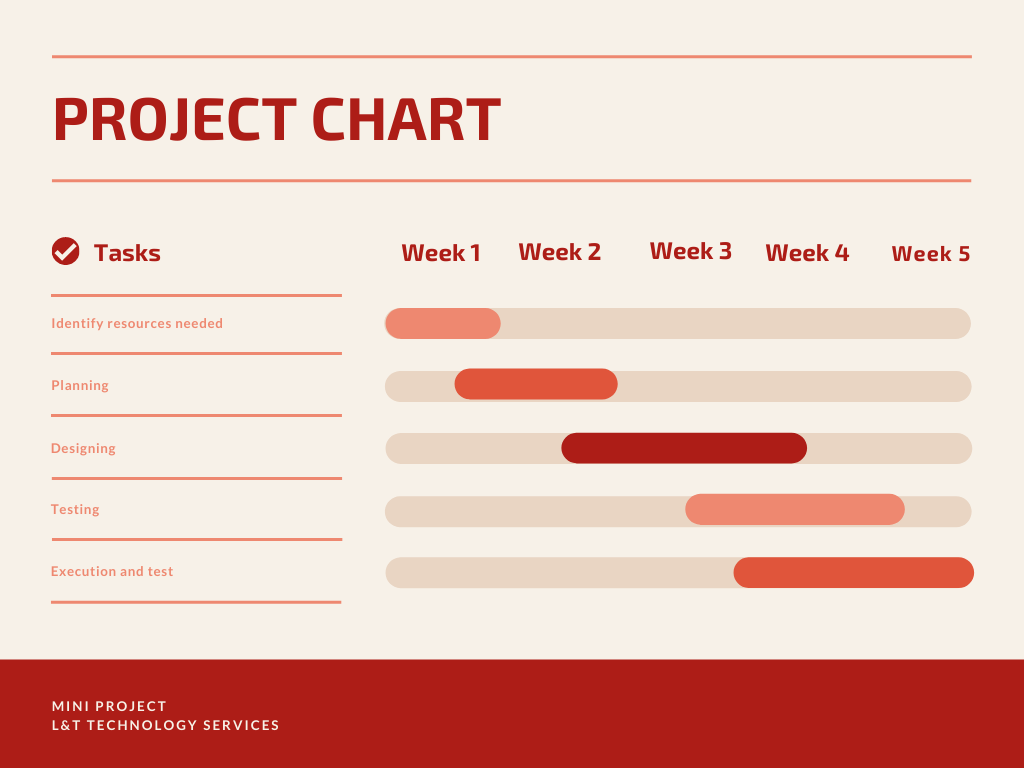 PROJECT CHART
Tasks
Week 1 Week 2 Week 3 Week 4 Week 5
Identify resources needed
Planning
Designing
Testing
Execution and test
MINI PROJECT
L&T TECHNOLOGY SERVICES